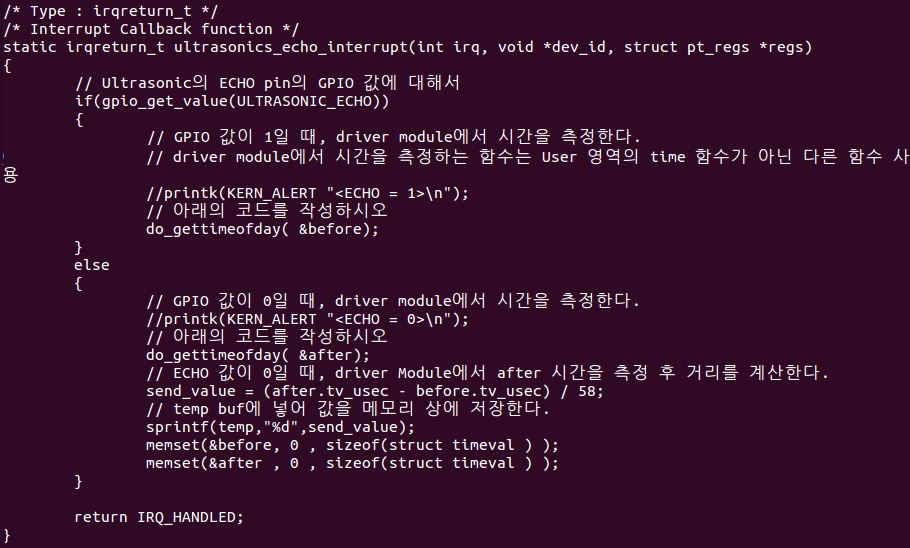 /* Type : irqreturn_t */
/* Interrupt Callback function */
static irqreturn_t ultrasonics_echo_interrupt(int irq, void *dev_id, struct pt_regs *regs)
{
        // Ultrasonic의 ECHO pin의 GPIO 값에 대해서
        if(gpio_get_value(ULTRASONIC_ECHO))
        {
                // GPIO 값이 1일 때, driver module에서 시간을 측정한다.
                // driver module에서 시간을 측정하는 함수는 User 영역의 time 함수가 아닌 다른 함수 사
용
                //printk(KERN_ALERT "<ECHO = 1>\n");
                // 아래의 코드를 작성하시오
                do_gettimeofday( &before);
        }
        else
        {
                // GPIO 값이 0일 때, driver module에서 시간을 측정한다.
                //printk(KERN_ALERT "<ECHO = 0>\n");
                // 아래의 코드를 작성하시오
                do_gettimeofday( &after);
                // ECHO 값이 0일 때, driver Module에서 after 시간을 측정 후 거리를 계산한다.
                send_value = (after.tv_usec - before.tv_usec) / 58;
                // temp buf에 넣어 값을 메모리 상에 저장한다.
                sprintf(temp,"%d",send_value);
                memset(&before, 0 , sizeof(struct timeval ) );
                memset(&after , 0 , sizeof(struct timeval ) );
        }

        return IRQ_HANDLED;
}